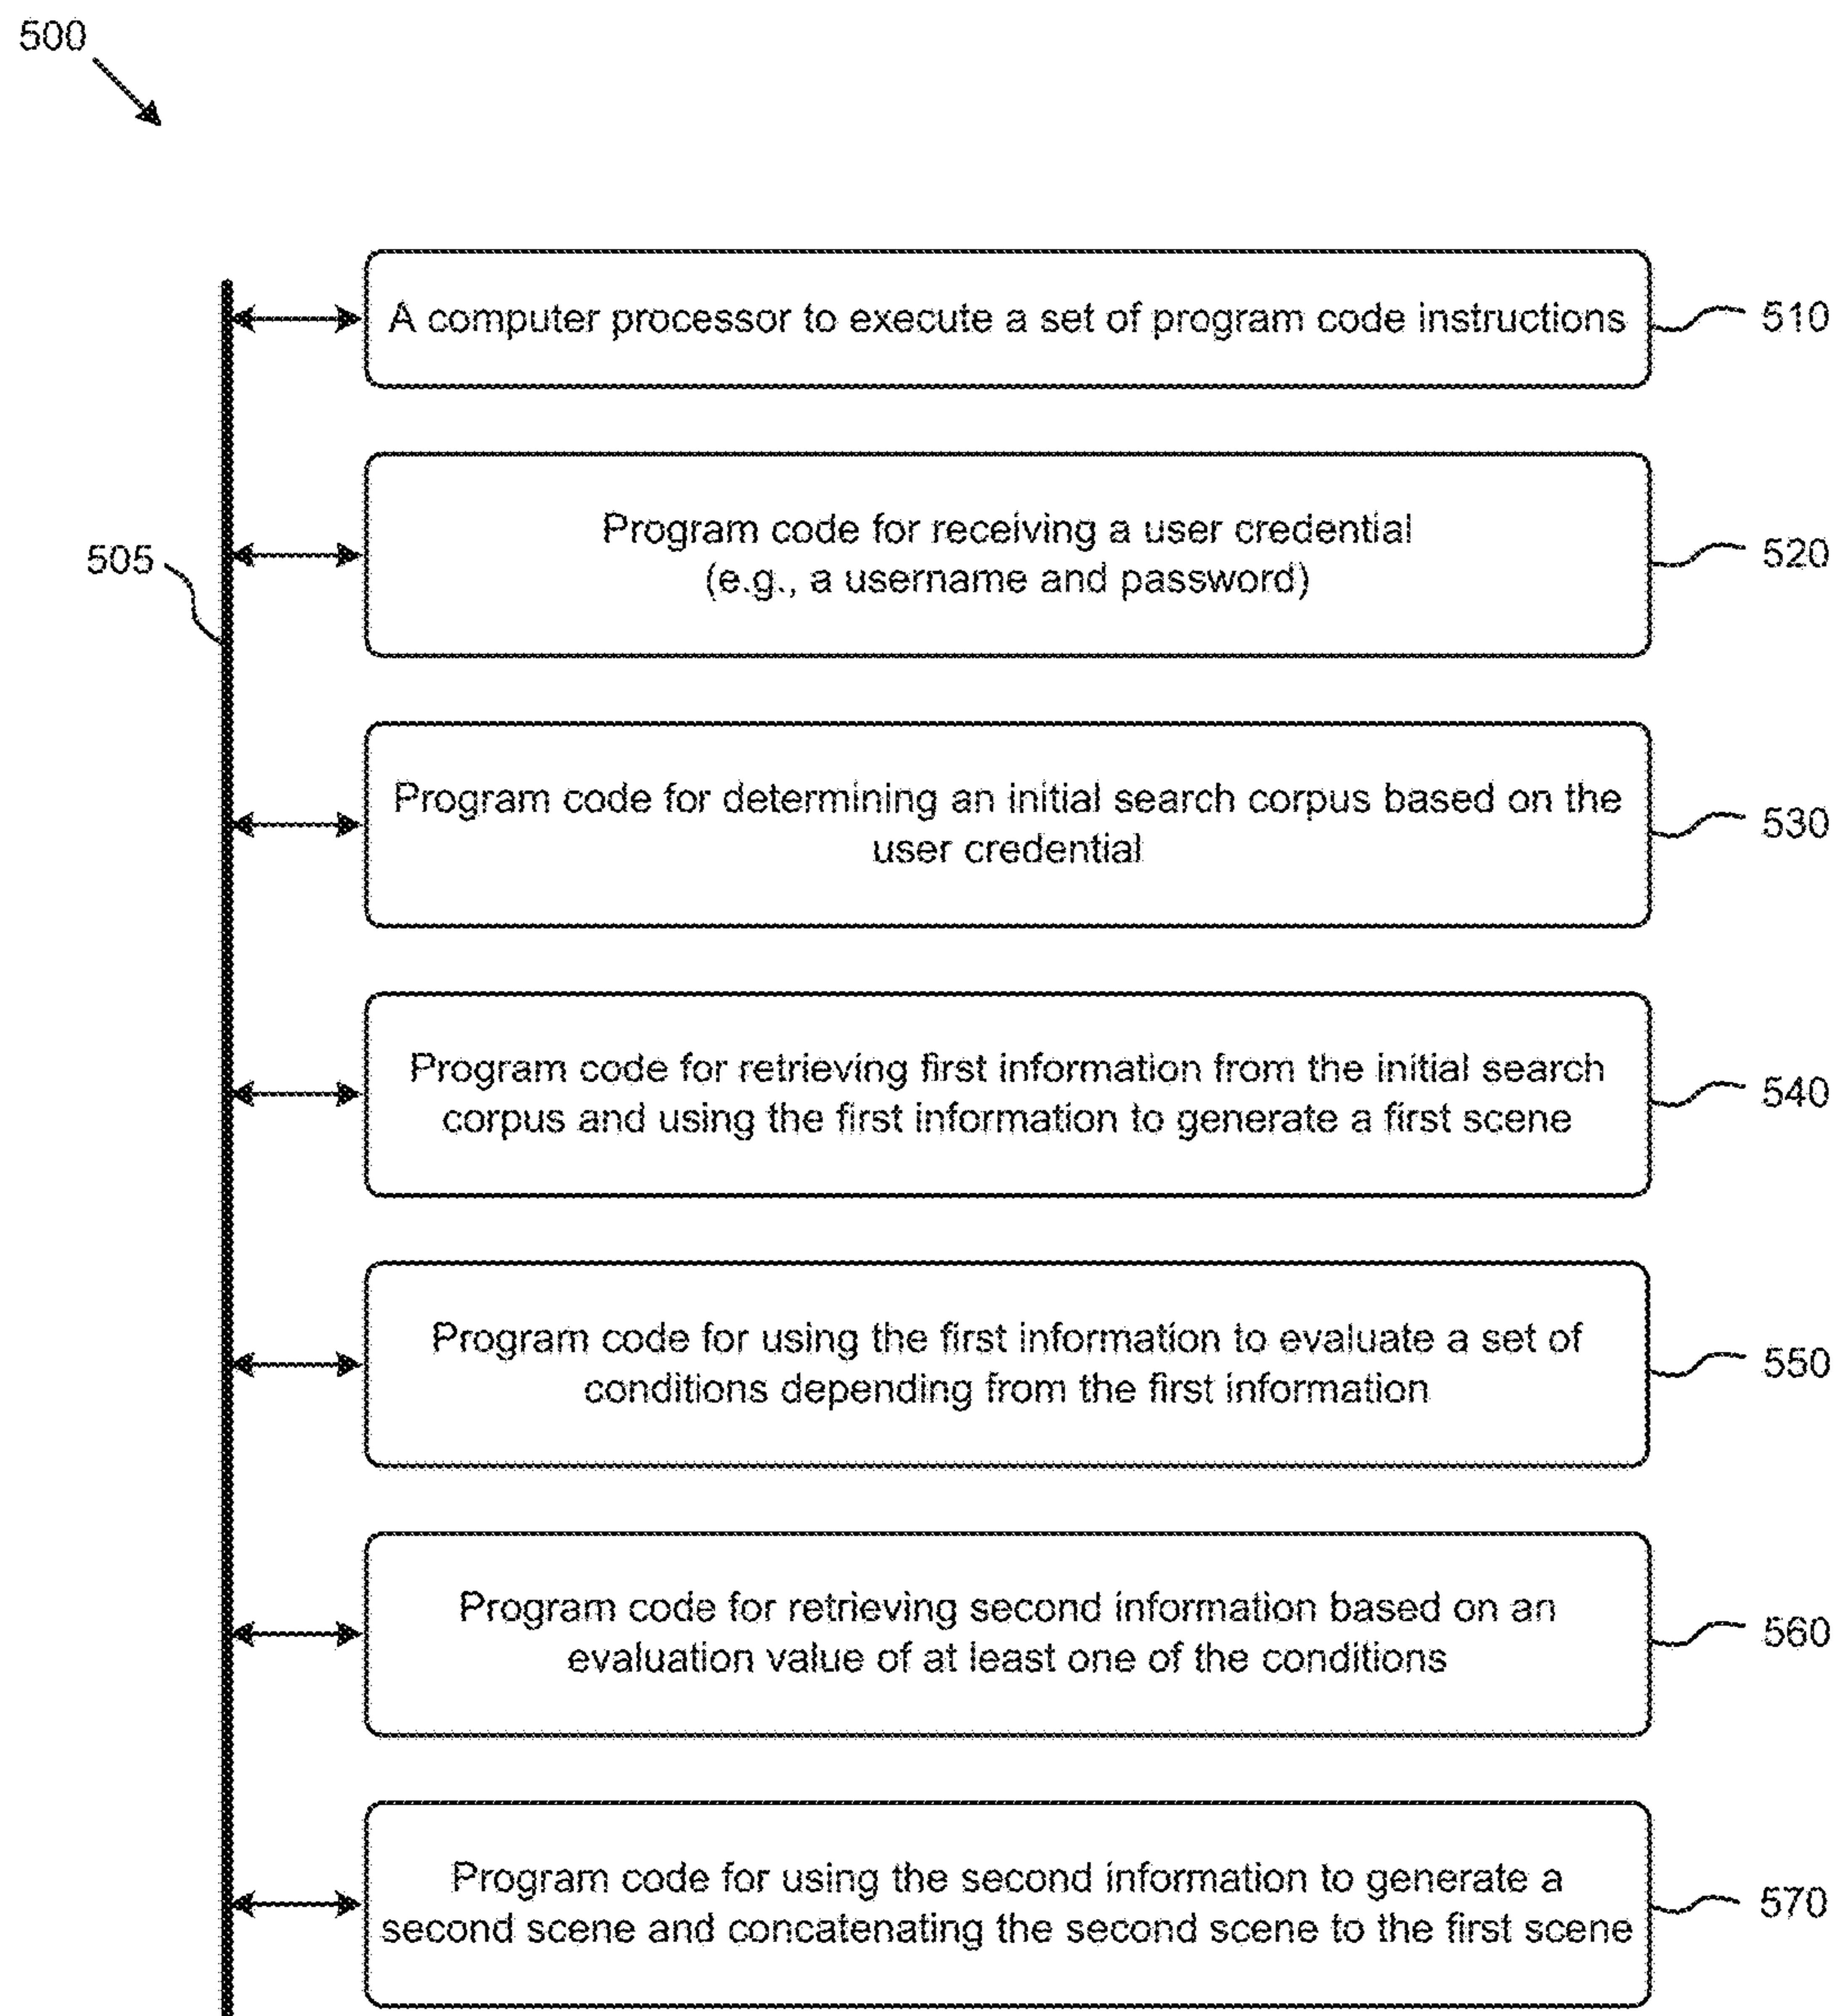 500
A computer processor to execute a set of program code instructions
510
Program code for receiving a user credential
(e.g., a username and password)
520
505
Program code for determining an initial search corpus based on the
user credential
530
Program code for retrieving first information from the initial search
corpus and using the first information to generate a first scene
540
Program code for using the first information to evaluate a set of
conditions depending from the first information
550
Program code for retrieving second information based on an
evaluation value of at least one of the conditions
560
Program code for using the second information to generate a
second scene and concatenating the second scene to the first scene
570